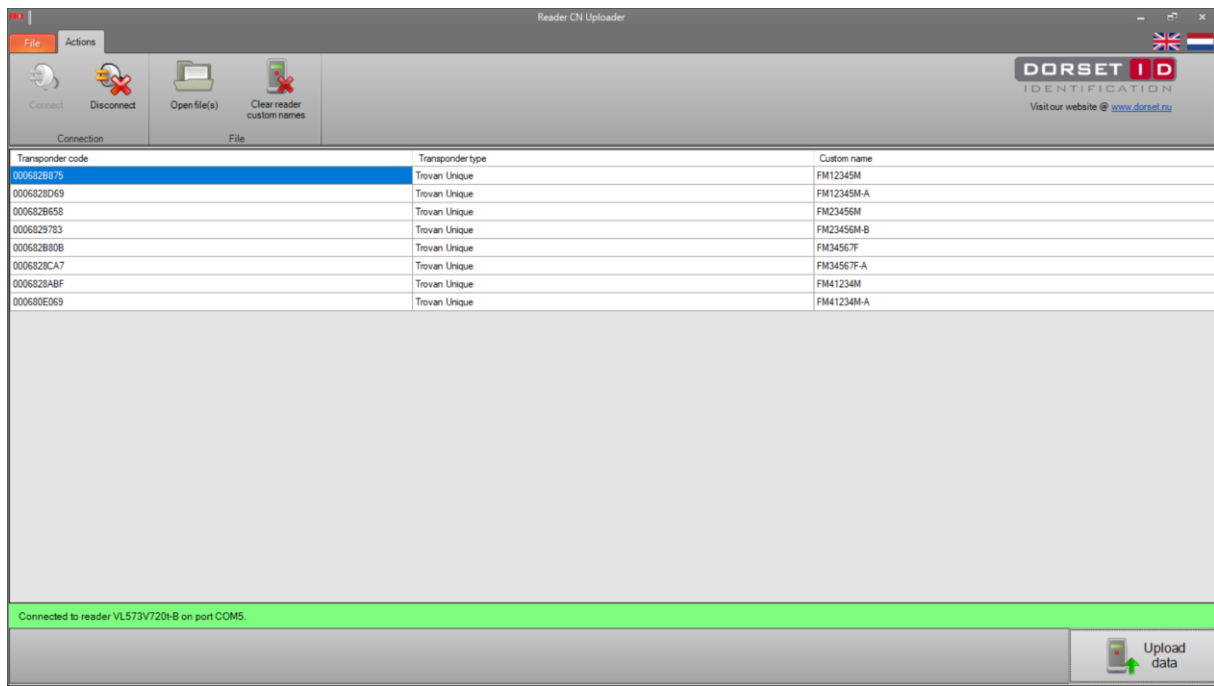 Reader CN Uploader
File Actions
Connect Disconnect Open file(s) Clear reader
custom names
Connection File
DORSET ID
IDENTIFICATION
Visit our website @ www.dorset.nu
Transponder code Transponder type Custom name
000682B875 Trovan Unique FM12345M
0006828D69 Trovan Unique FM12345M-A
000682B658 Trovan Unique FM23456M
0006829783 Trovan Unique FM23456M-B
000682B80B Trovan Unique FM34567F
0006828CA7 Trovan Unique FM34567F-A
0006828ABF Trovan Unique FM41234M
000680E069 Trovan Unique FM41234M-A
Connected to reader VL573V720t-B on port COM5.
Upload
data